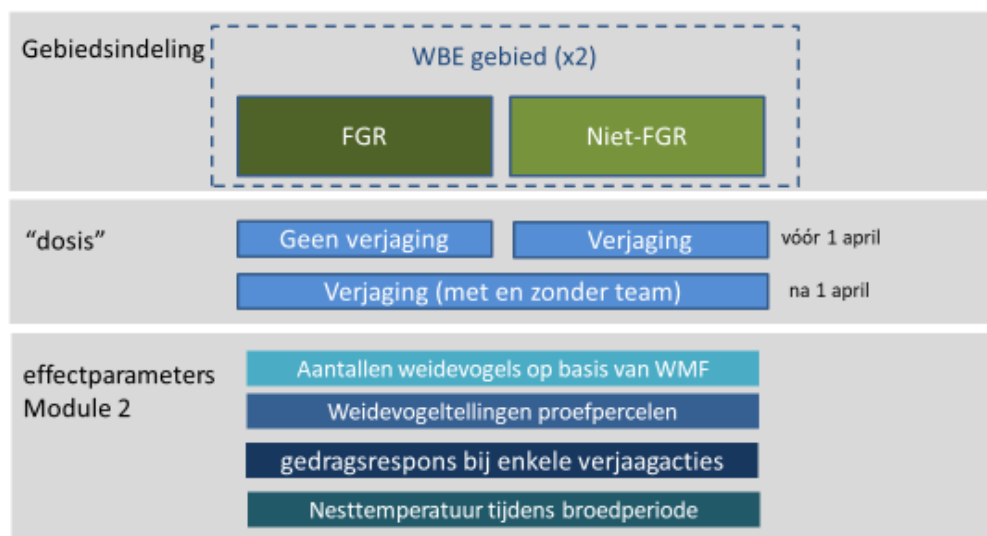 Gebiedsindeling
WBE gebied (x2)
FGR
Niet-FGR
“dosis”
Geen verjaging
Verjaging
vóór 1 april
Verjaging (met en zonder team)
na 1 april
effectparameters
Module 2
Aantallen weidevogels op basis van WMF
Weidevogeltellingen proefpercelen
gedragsrespons bij enkele verjaagacties
Nesttemperatuur tijdens broedperiode